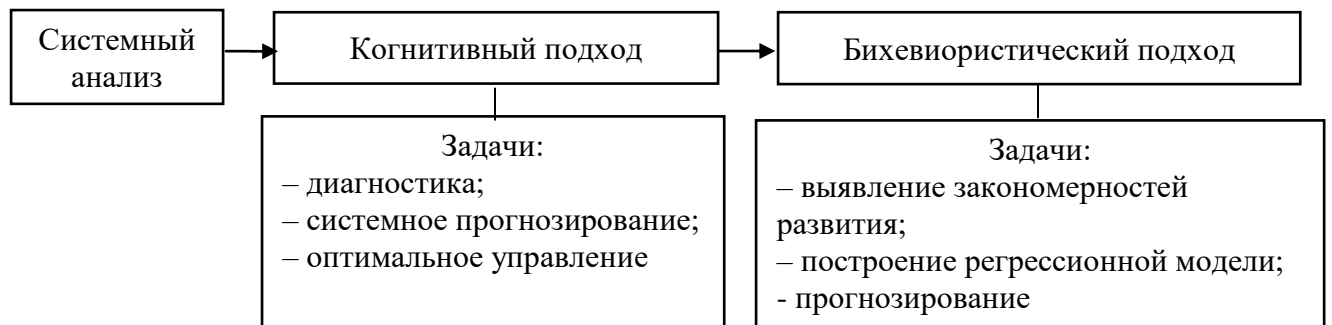 Системный
анализ
Когнитивный подход
Бихевиористический подход
Задачи:
– диагностика;
– системное прогнозирование;
– оптимальное управление
Задачи:
– выявление закономерностей
развития;
– построение регрессионной модели;
- прогнозирование